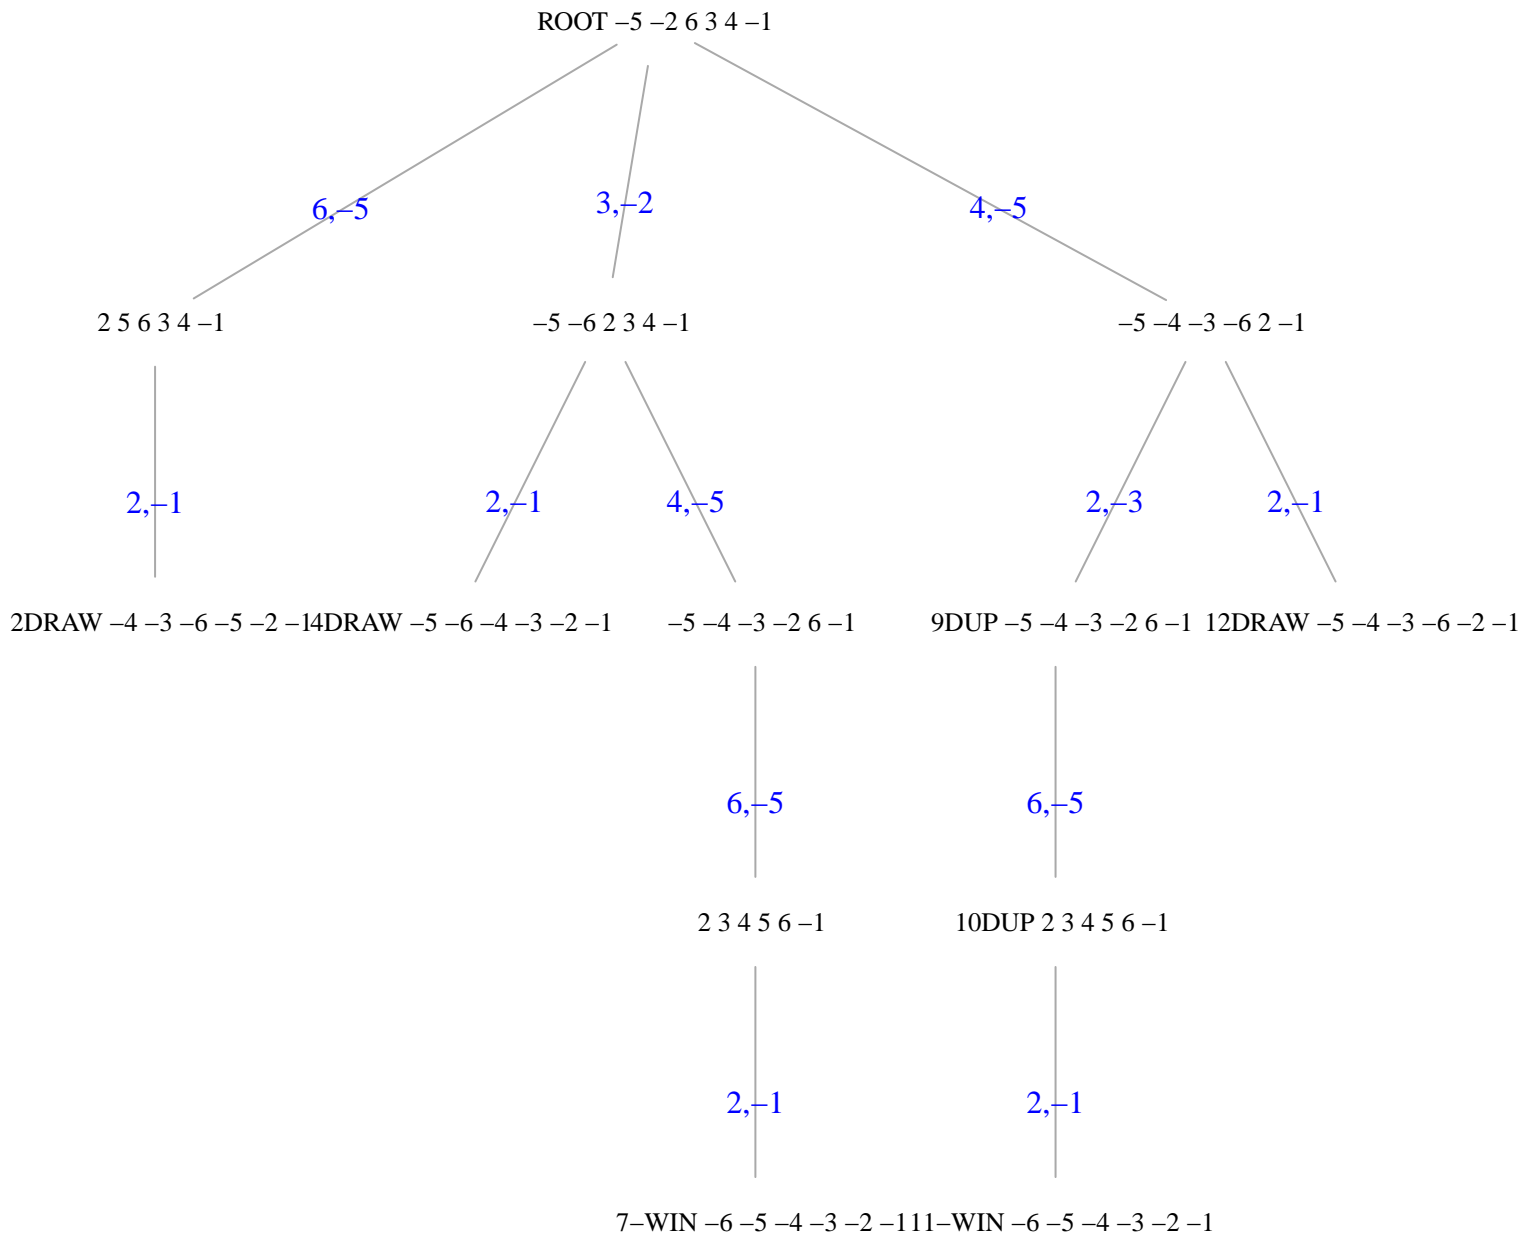 ROOT –5 –2 6 3 4 –1
6,–5
3,–2
4,–5
2 5 6 3 4 –1
–5 –6 2 3 4 –1
–5 –4 –3 –6 2 –1
2,–1
2,–1
4,–5
2,–3
2,–1
2DRAW –4 –3 –6 –5 –2 –1
4DRAW –5 –6 –4 –3 –2 –1
–5 –4 –3 –2 6 –1
9DUP –5 –4 –3 –2 6 –1
12DRAW –5 –4 –3 –6 –2 –1
6,–5
6,–5
2 3 4 5 6 –1
10DUP 2 3 4 5 6 –1
2,–1
2,–1
7–WIN –6 –5 –4 –3 –2 –1
11–WIN –6 –5 –4 –3 –2 –1